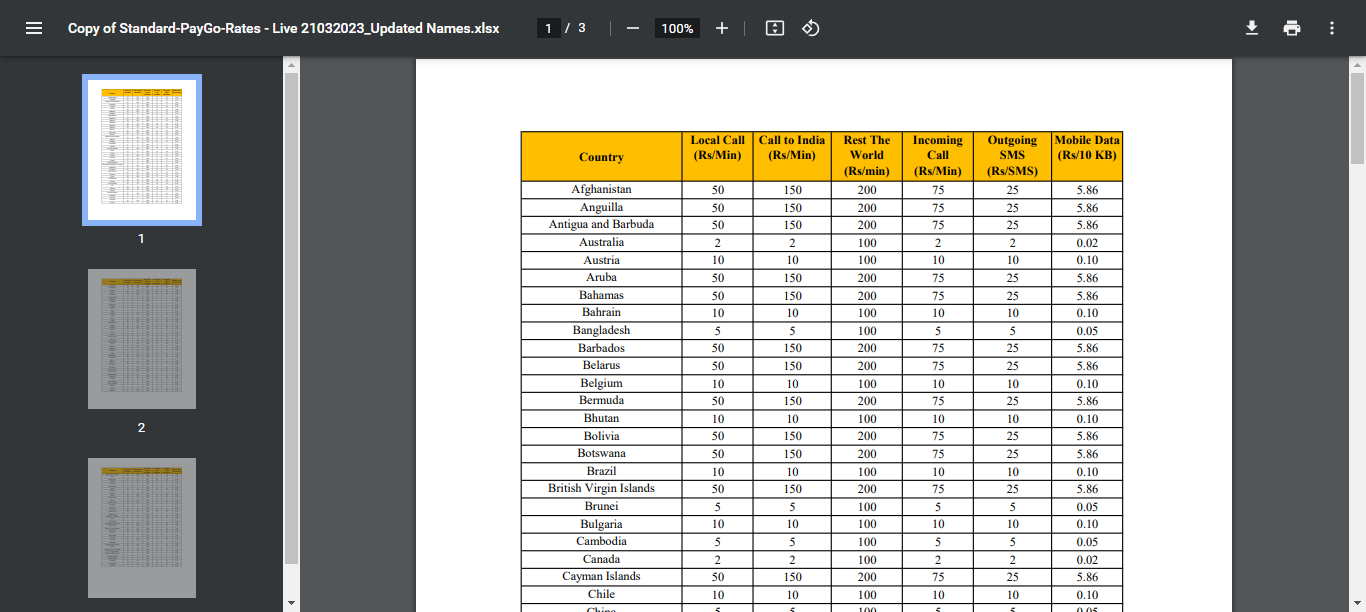 Copy of Standard-PayGo-Rates - Live 21032023_Updated Names.xlsx 1 / 3 100%
1
2
Country Local Call (Rs/Min) Call to India (Rs/Min) Rest The World (Rs/min) Incoming Call (Rs/Min) Outgoing SMS (Rs/SMS) Mobile Data (Rs/10 KB)
Afghanistan 50 150 200 75 25 5.86
Anguilla 50 150 200 75 25 5.86
Antigua and Barbuda 50 150 200 75 25 5.86
Australia 2 2 100 2 2 0.02
Austria 10 10 100 10 10 0.10
Aruba 50 150 200 75 25 5.86
Bahamas 50 150 200 75 25 5.86
Bahrain 10 10 100 10 10 0.10
Bangladesh 5 5 100 5 5 0.05
Barbados 50 150 200 75 25 5.86
Belarus 50 150 200 75 25 5.86
Belgium 10 10 100 10 10 0.10
Bermuda 50 150 200 75 25 5.86
Bhutan 10 10 100 10 10 0.10
Bolivia 50 150 200 75 25 5.86
Botswana 50 150 200 75 25 5.86
Brazil 10 10 100 10 10 0.10
British Virgin Islands 50 150 200 75 25 5.86
Brunei 5 5 100 5 5 0.05
Bulgaria 10 10 100 10 10 0.10
Cambodia 5 5 100 5 5 0.05
Canada 2 2 100 2 2 0.02
Cayman Islands 50 150 200 75 25 5.86
Chile 10 10 100 10 10 0.10
China 5 5 100 5 5 0.05